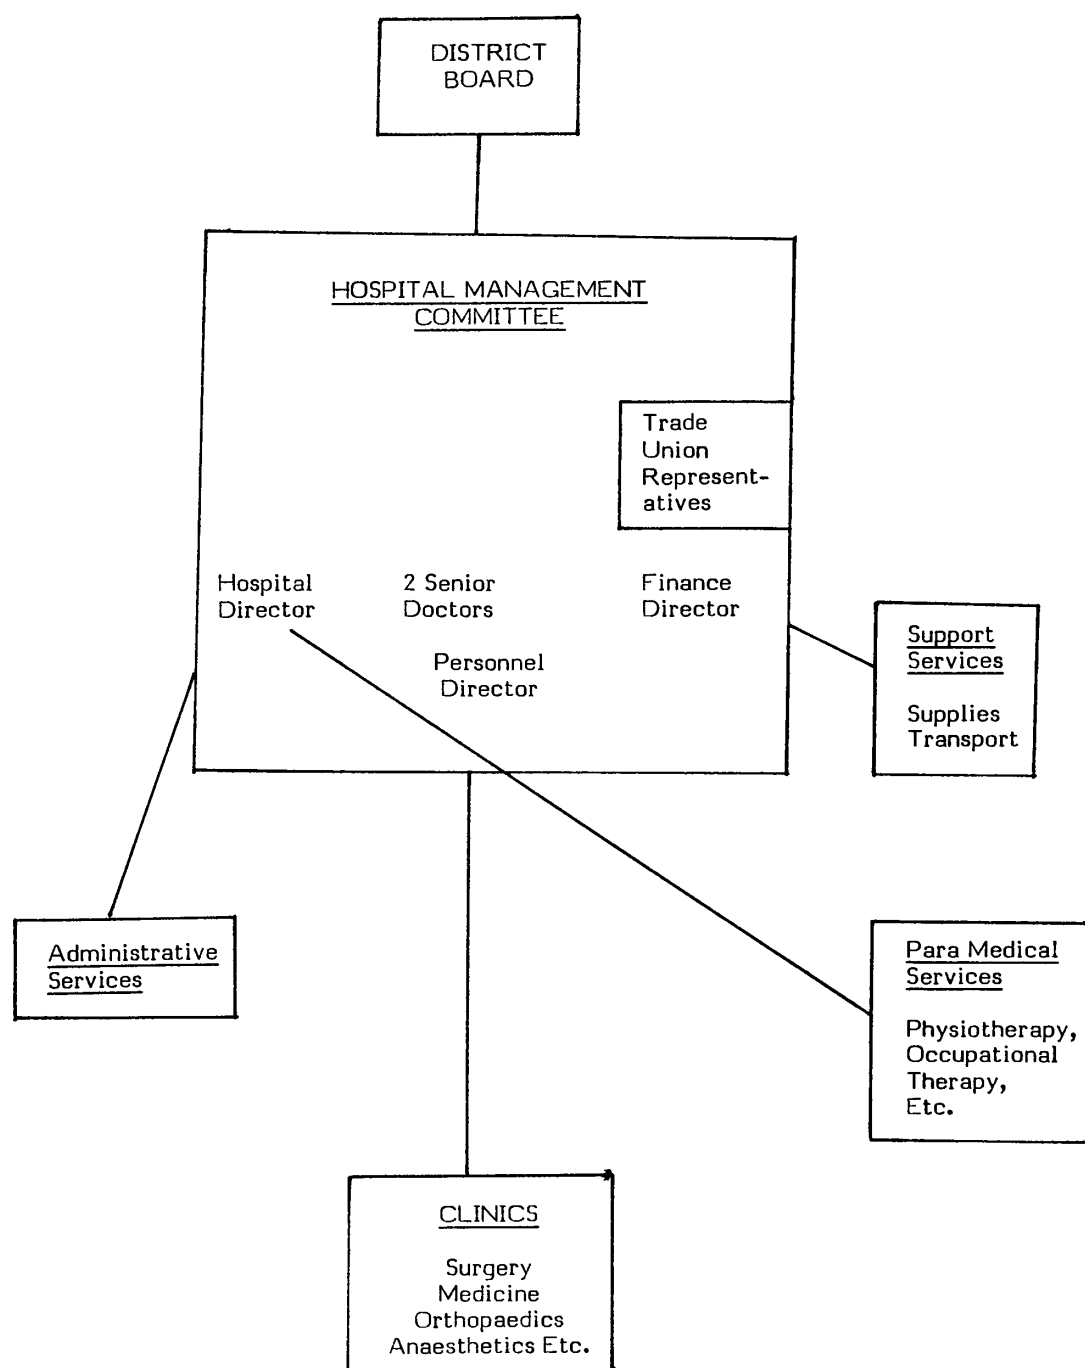 DISTRICT
BOARD
HOSPITAL MANAGEMENT
COMMITTEE
Trade
Union
Represent-
atives
Hospital
Director
2 Senior
Doctors
Finance
Director
Personnel
Director
Support
Services
Supplies
Transport
Administrative
Services
Para Medical
Services
Physiotherapy,
Occupational
Therapy,
Etc.
CLINICS
Surgery
Medicine
Orthopaedics
Anaesthetics Etc.